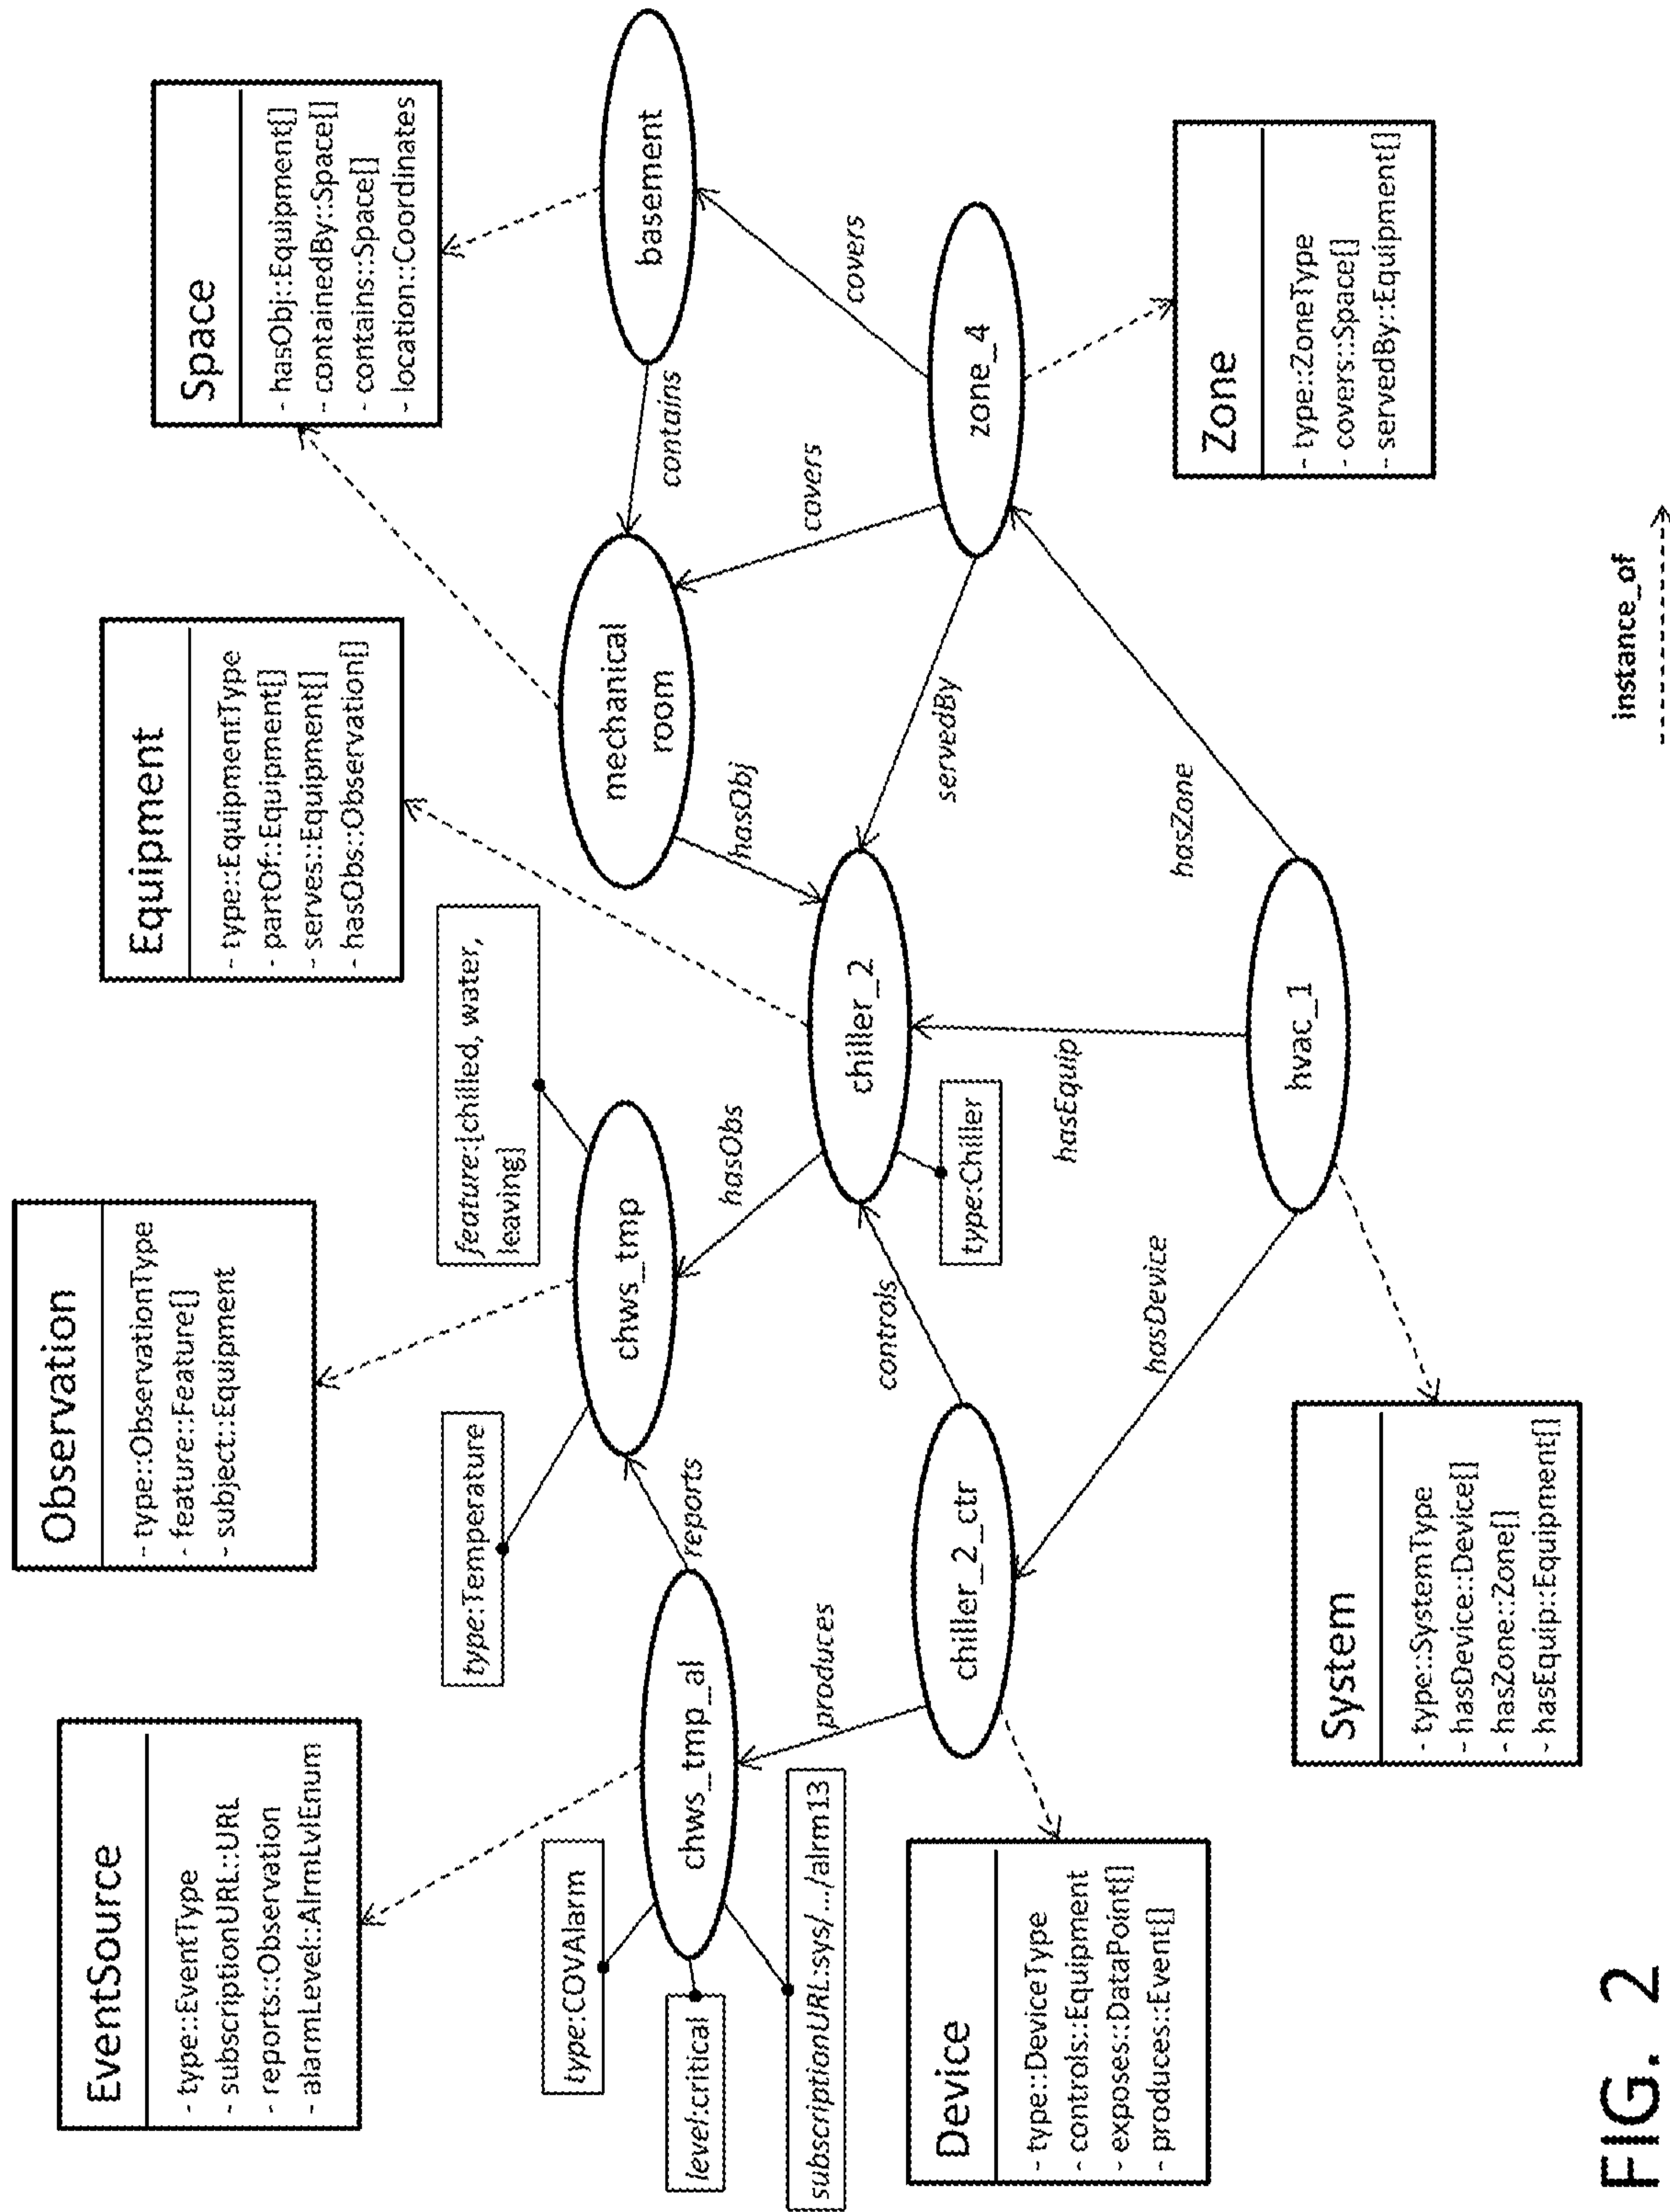 EventSource
- type::EventType
- subscriptionURL::URL
- reports::Observation
- alarmLevel::AlrmLvlEnum
Observation
- type::ObservationType
- feature::Feature[]
- subject::Equipment
Equipment
- type::EquipmentType
- partOf::Equipment[]
- serves::Equipment[]
- hasObs::Observation[]
Space
- hasObj::Equipment[]
- containedBy::Space[]
- contains::Space[]
- location::Coordinates
type:COVAlarm
level:critical
subscriptionURL:sys/.../alrm13
chws_tmp_al
type:Temperature
reports
chws_tmp
feature:[chilled, water,
leaving]
hasObs
mechanical
room
hasObj
contains
basement
covers
covers
produces
controls
chiller_2
type:Chiller
servedBy
zone_4
chiller_2_ctr
hasDevice
hasEquip
hasZone
hvac_1
Device
- type::DeviceType
- controls::Equipment
- exposes::DataPoint[]
- produces::Event[]
System
- type::SystemType
- hasDevice::Device[]
- hasZone::Zone[]
- hasEquip::Equipment[]
Zone
- type::ZoneType
- covers::Space[]
- servedBy::Equipment[]
instance_of
FIG. 2